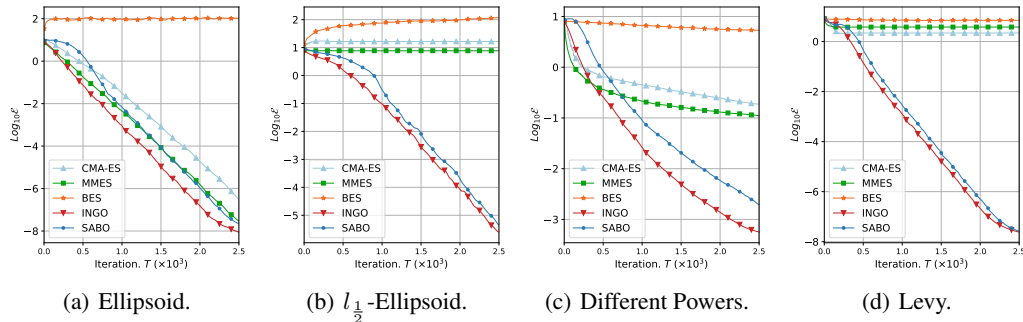 Log₁₀ℰ
2
0
−2
−4
−6
−8
CMA-ES
MMES
BES
INGO
SABO
0.0 0.5 1.0 1.5 2.0 2.5
Iteration. T (×10³)
(a) Ellipsoid.
Log₁₀ℰ
2
1
0
−1
−2
−3
−4
−5
CMA-ES
MMES
BES
INGO
SABO
0.0 0.5 1.0 1.5 2.0 2.5
Iteration. T (×10³)
(b) l_{1/2}-Ellipsoid.
Log₁₀ℰ
1
0
−1
−2
−3
CMA-ES
MMES
BES
INGO
SABO
0.0 0.5 1.0 1.5 2.0 2.5
Iteration. T (×10³)
(c) Different Powers.
Log₁₀ℰ
0
−2
−4
−6
−8
CMA-ES
MMES
BES
INGO
SABO
0.0 0.5 1.0 1.5 2.0 2.5
Iteration. T (×10³)
(d) Levy.